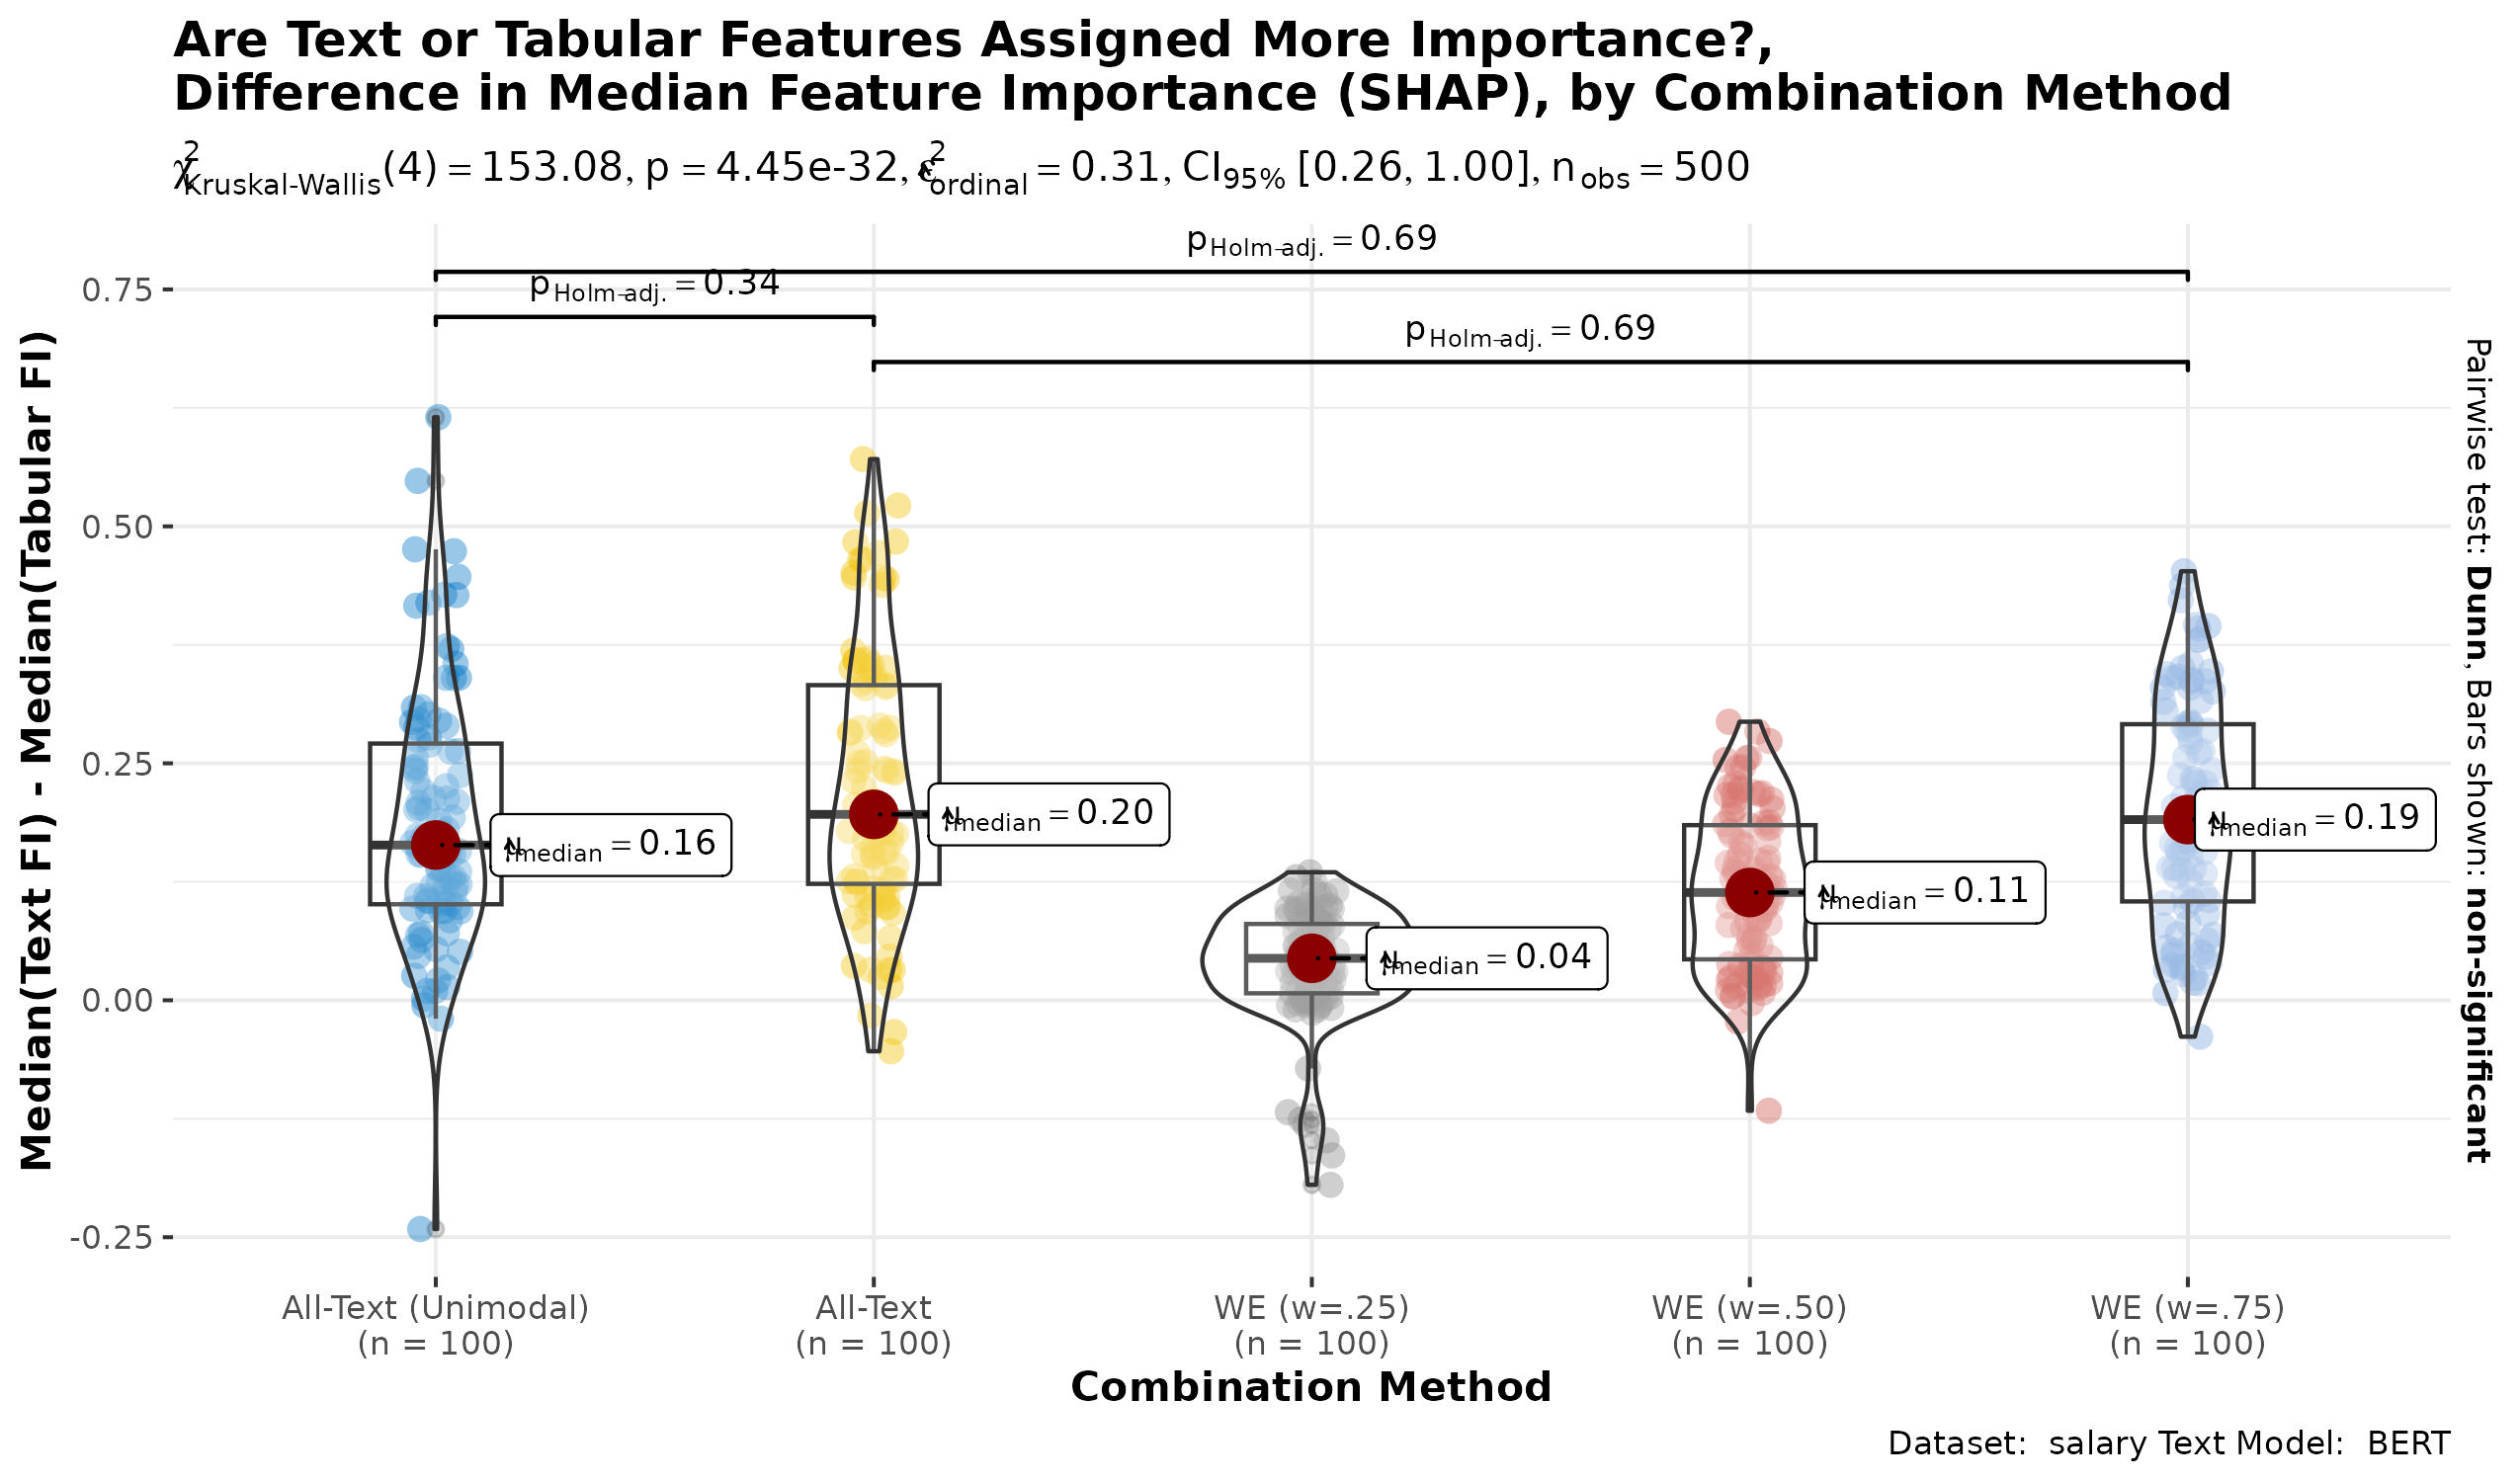 Are Text or Tabular Features Assigned More Importance?,
Difference in Median Feature Importance (SHAP), by Combination Method
χ²Kruskal-Wallis(4) = 153.08, p = 4.45e-32, ε̂²ordinal = 0.31, CI95% [0.26, 1.00], nobs = 500
pHolm-adj. = 0.69
pHolm-adj. = 0.34
pHolm-adj. = 0.69
0.75
0.50
0.25
0.00
-0.25
Median(Text FI) - Median(Tabular FI)
μ̂median = 0.16
μ̂median = 0.20
μ̂median = 0.04
μ̂median = 0.11
μ̂median = 0.19
Pairwise test: Dunn, Bars shown: non-significant
All-Text (Unimodal)
(n = 100)
All-Text
(n = 100)
WE (w=.25)
(n = 100)
WE (w=.50)
(n = 100)
WE (w=.75)
(n = 100)
Combination Method
Dataset: salary Text Model: BERT